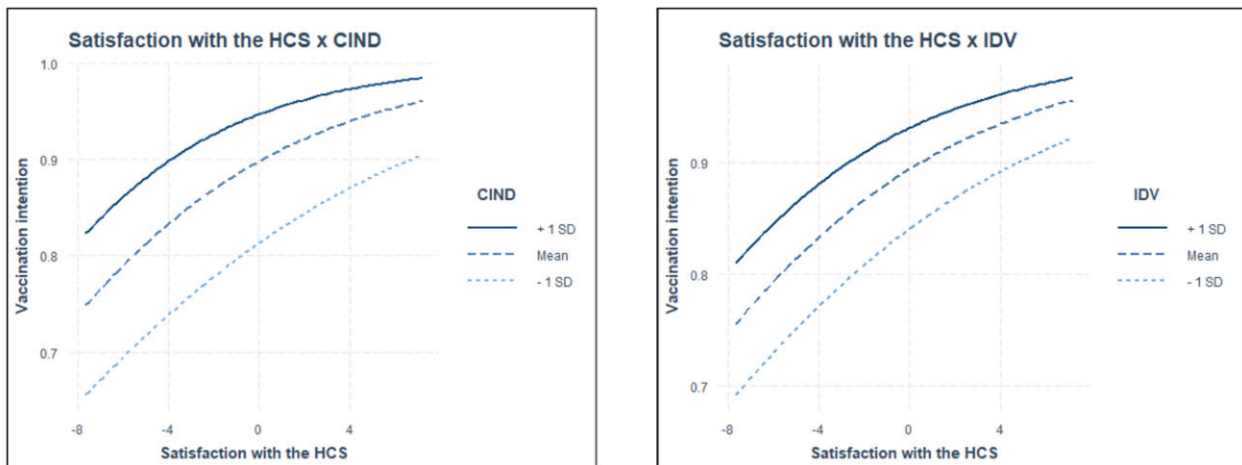 Satisfaction with the HCS x CIND
1.0
0.9
0.8
0.7
Vaccination intention
-8
-4
0
4
Satisfaction with the HCS
CIND
+ 1 SD
Mean
- 1 SD
Satisfaction with the HCS x IDV
0.9
0.8
0.7
Vaccination intention
-8
-4
0
4
Satisfaction with the HCS
IDV
+ 1 SD
Mean
- 1 SD